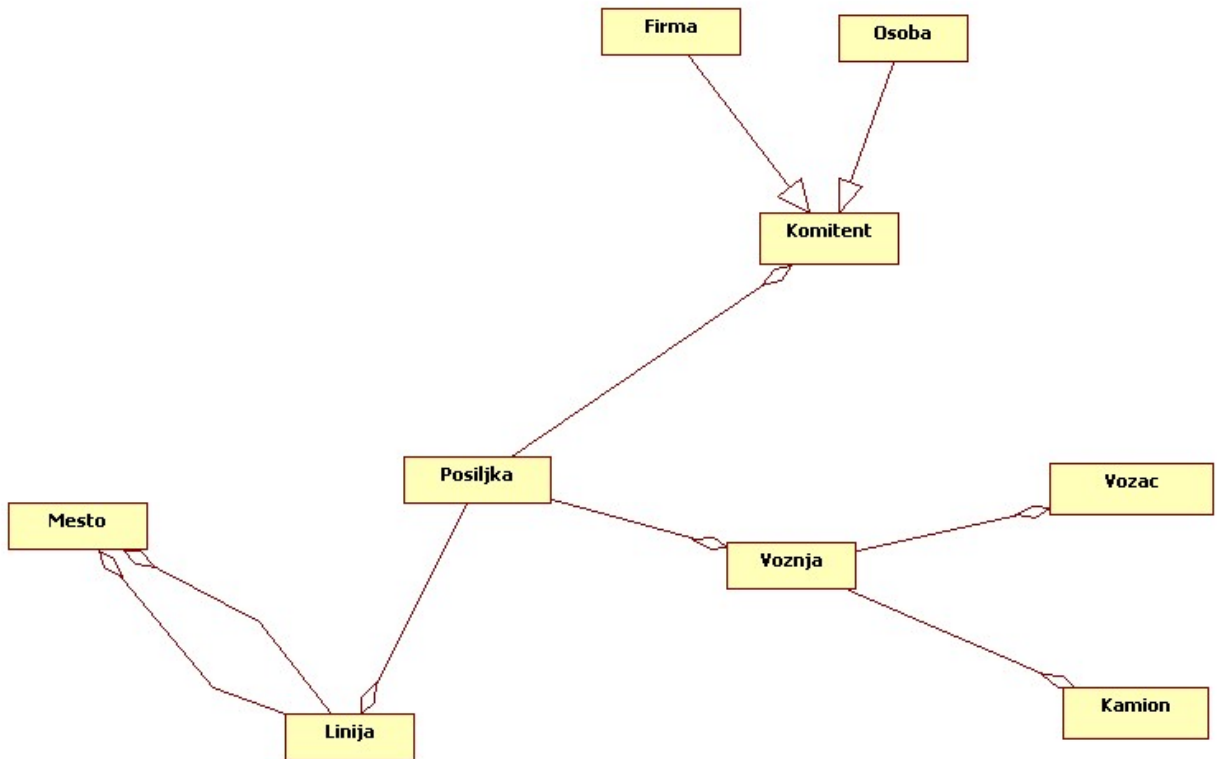 Firma
Osoba
Komitent
Posiljka
Vozac
Mesto
Voznja
Kamion
Linija